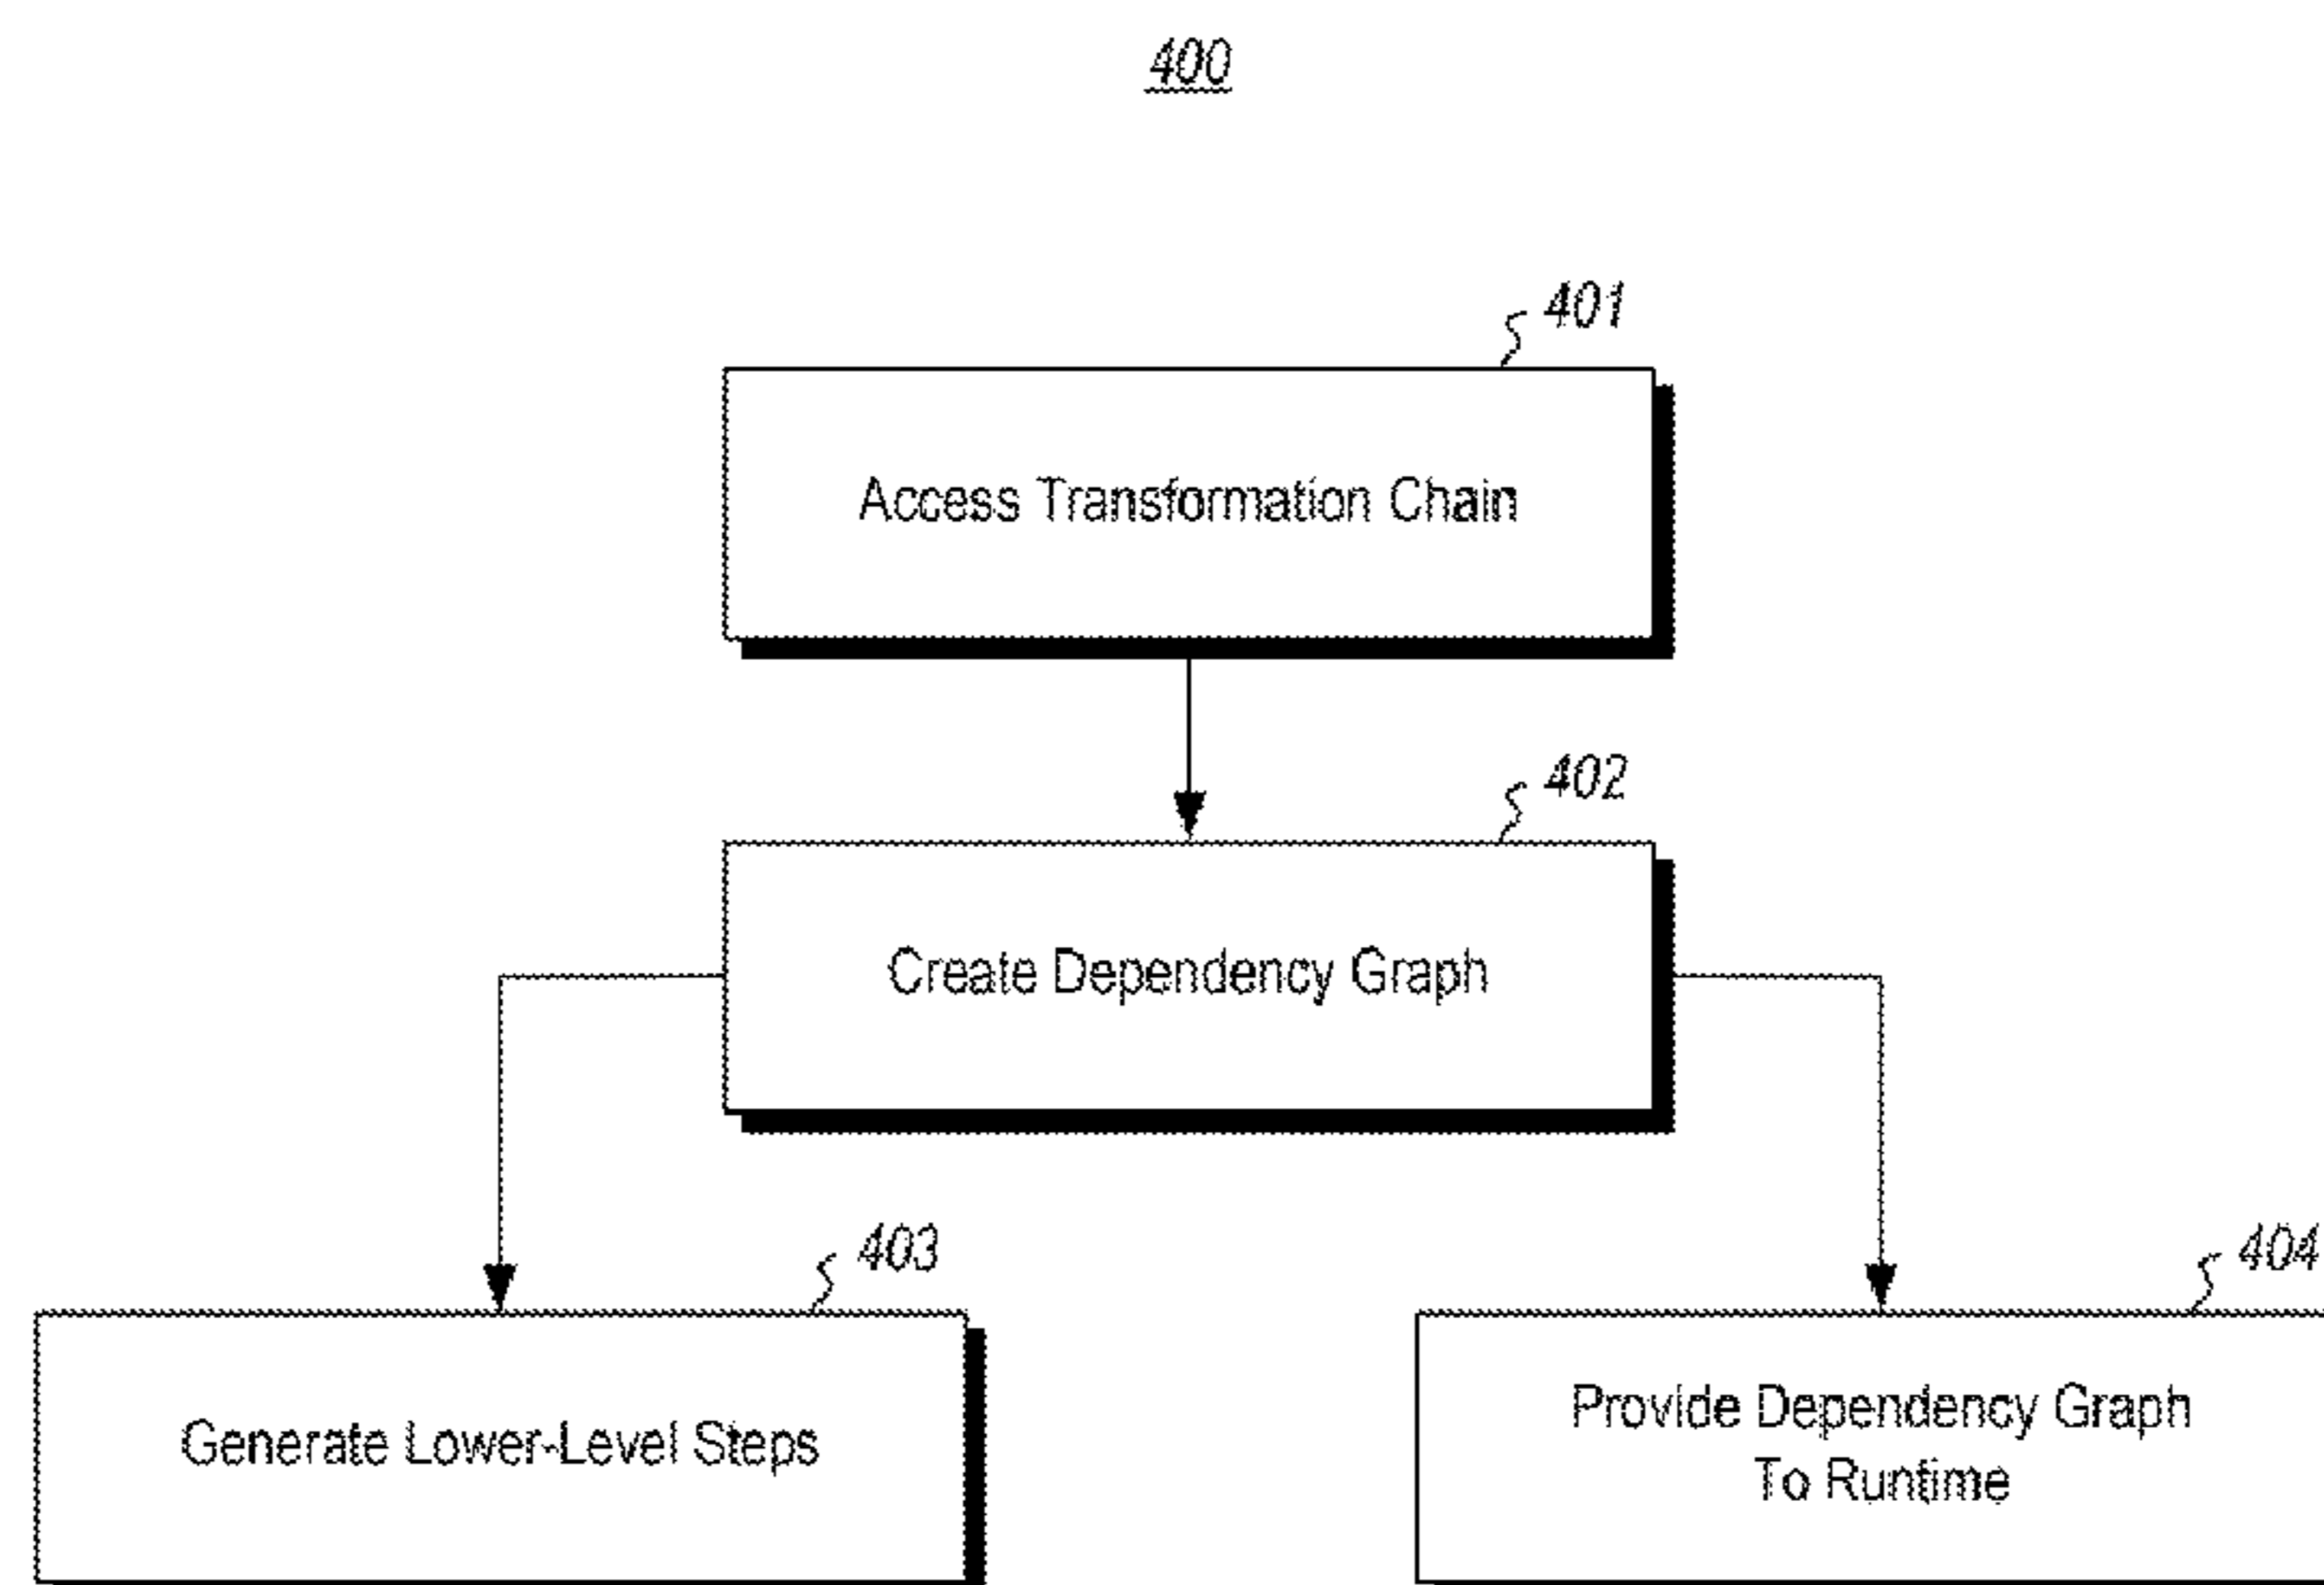 400
401
Access Transformation Chain
402
Create Dependency Graph
403
Generate Lower-Level Steps
404
Provide Dependency Graph
To Runtime